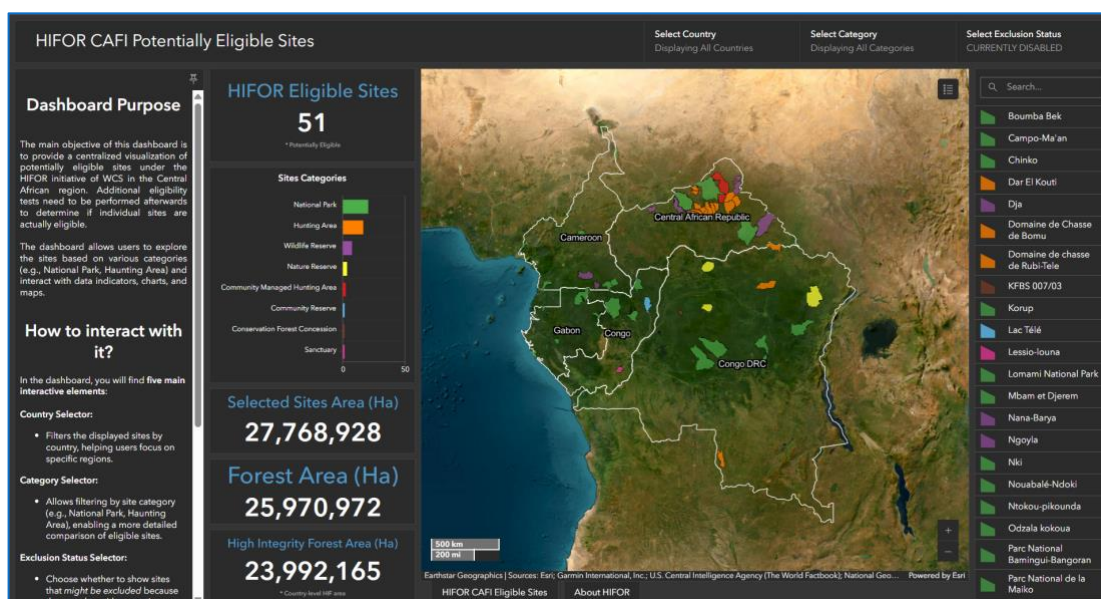 HIFOR CAFI Potentially Eligible Sites
Select Country
Displaying All Countries
Select Category
Displaying All Categories
Select Exclusion Status
CURRENTLY DISABLED
Dashboard Purpose
The main objective of this dashboard is
to provide a centralized visualization of
potentially eligible sites under the
HIFOR initiative of WCS in the Central
African region. Additional eligibility
tests need to be performed afterwards
to determine if individual sites are
actually eligible.
The dashboard allows users to explore
the sites based on various categories
(e.g., National Park, Haunting Area) and
interact with data indicators, charts, and
maps.
How to interact with
it?
In the dashboard, you will find five main
interactive elements:
Country Selector:
• Filters the displayed sites by
country, helping users focus on
specific regions.
Category Selector:
• Allows filtering by site category
(e.g., National Park, Haunting
Area), enabling a more detailed
comparison of eligible sites.
Exclusion Status Selector:
• Choose whether to show sites
that might be excluded because
HIFOR Eligible Sites
51
* Potentially Eligible
Sites Categories
National Park
Hunting Area
Wildlife Reserve
Nature Reserve
Community Managed Hunting Area
Community Reserve
Conservation Forest Concession
Sanctuary
0
50
Selected Sites Area (Ha)
27,768,928
Forest Area (Ha)
25,970,972
High Integrity Forest Area (Ha)
23,992,165
* Country-level HIF area
Central African Republic
Cameroon
Gabon
Congo
Congo DRC
500 km
200 mi
+
−
Earthstar Geographics | Sources: Esri; Garmin International, Inc.; U.S. Central Intelligence Agency (The World Factbook); National Geo... Powered by Esri
HIFOR CAFI Eligible Sites
About HIFOR
Search...
Boumba Bek
Campo-Ma'an
Chinko
Dar El Kouti
Dja
Domaine de Chasse
de Bomu
Domaine de chasse
de Rubi-Tele
KFBS 007/03
Korup
Lac Télé
Lessio-louna
Lomami National Park
Mbam et Djerem
Nana-Barya
Ngoyla
Nki
Nouabalé-Ndoki
Ntokou-pikounda
Odzala kokoua
Parc National
Bamingui-Bangoran
Parc National de la
Maiko